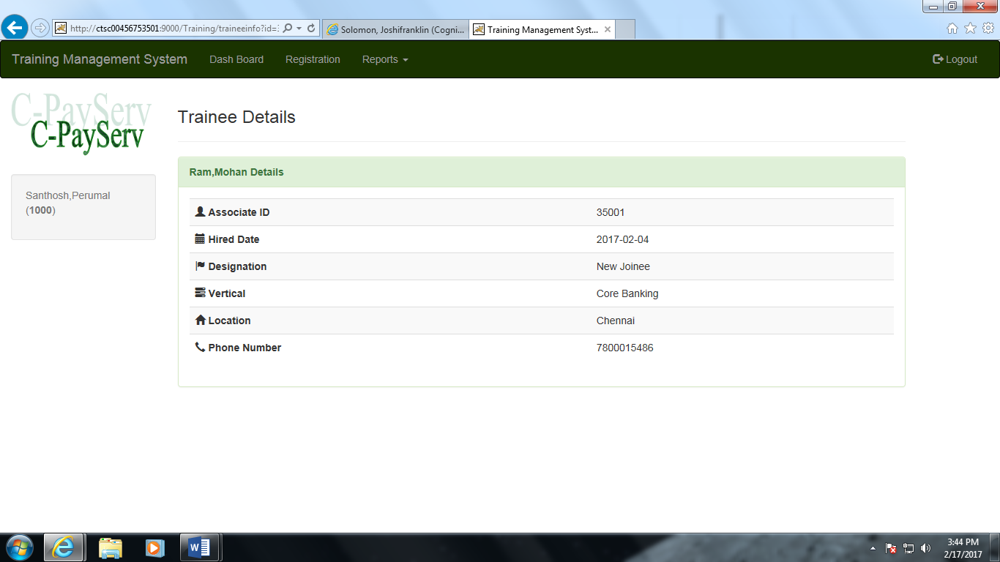 http://ctsc00456753501:9000/Training/traineeinfo?id=
Solomon, Joshifranklin (Cogni...
Training Management Syst...
Training Management System Dash Board Registration Reports Logout
C-PayServ
C-PayServ
Trainee Details
Ram,Mohan Details
Santhosh,Perumal
(1000)
Associate ID 35001
Hired Date 2017-02-04
Designation New Joinee
Vertical Core Banking
Location Chennai
Phone Number 7800015486
3:44 PM
2/17/2017